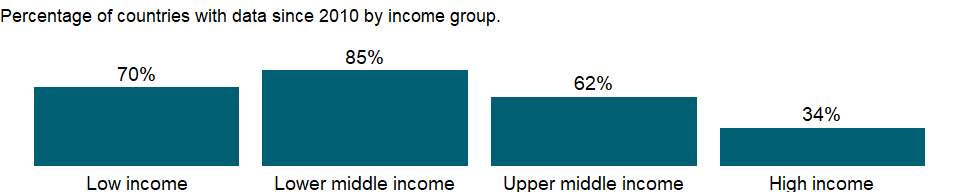 Percentage of countries with data since 2010 by income group.
70%
85%
62%
34%
Low income
Lower middle income
Upper middle income
High income